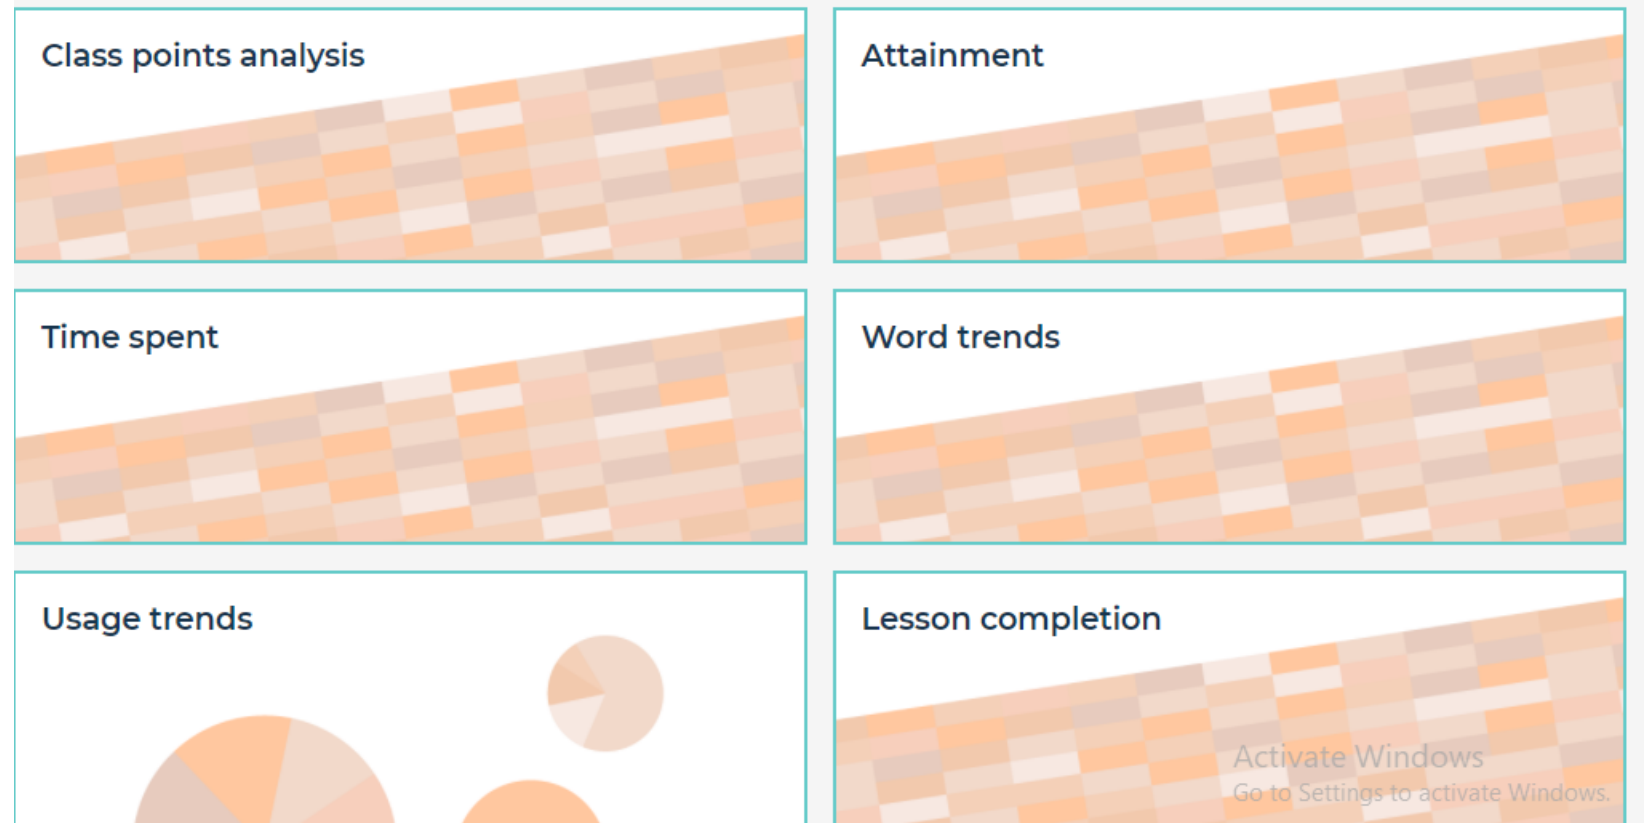 Class points analysis
Attainment
Time spent
Word trends
Usage trends
Lesson completion
Activate Windows
Go to Settings to activate Windows.